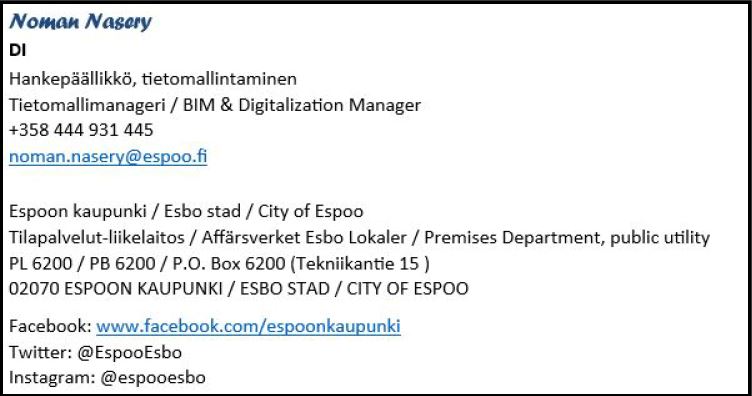 Noman Nasery
DI
Hankepäällikkö, tietomallintaminen
Tietomallimanageri / BIM & Digitalization Manager
+358 444 931 445
noman.nasery@espoo.fi
Espoon kaupunki / Esbo stad / City of Espoo
Tilapalvelut-liikelaitos / Affärsverket Esbo Lokaler / Premises Department, public utility
PL 6200 / PB 6200 / P.O. Box 6200 (Tekniikantie 15 )
02070 ESPOON KAUPUNKI / ESBO STAD / CITY OF ESPOO
Facebook: www.facebook.com/espoonkaupunki
Twitter: @EspooEsbo
Instagram: @espooesbo